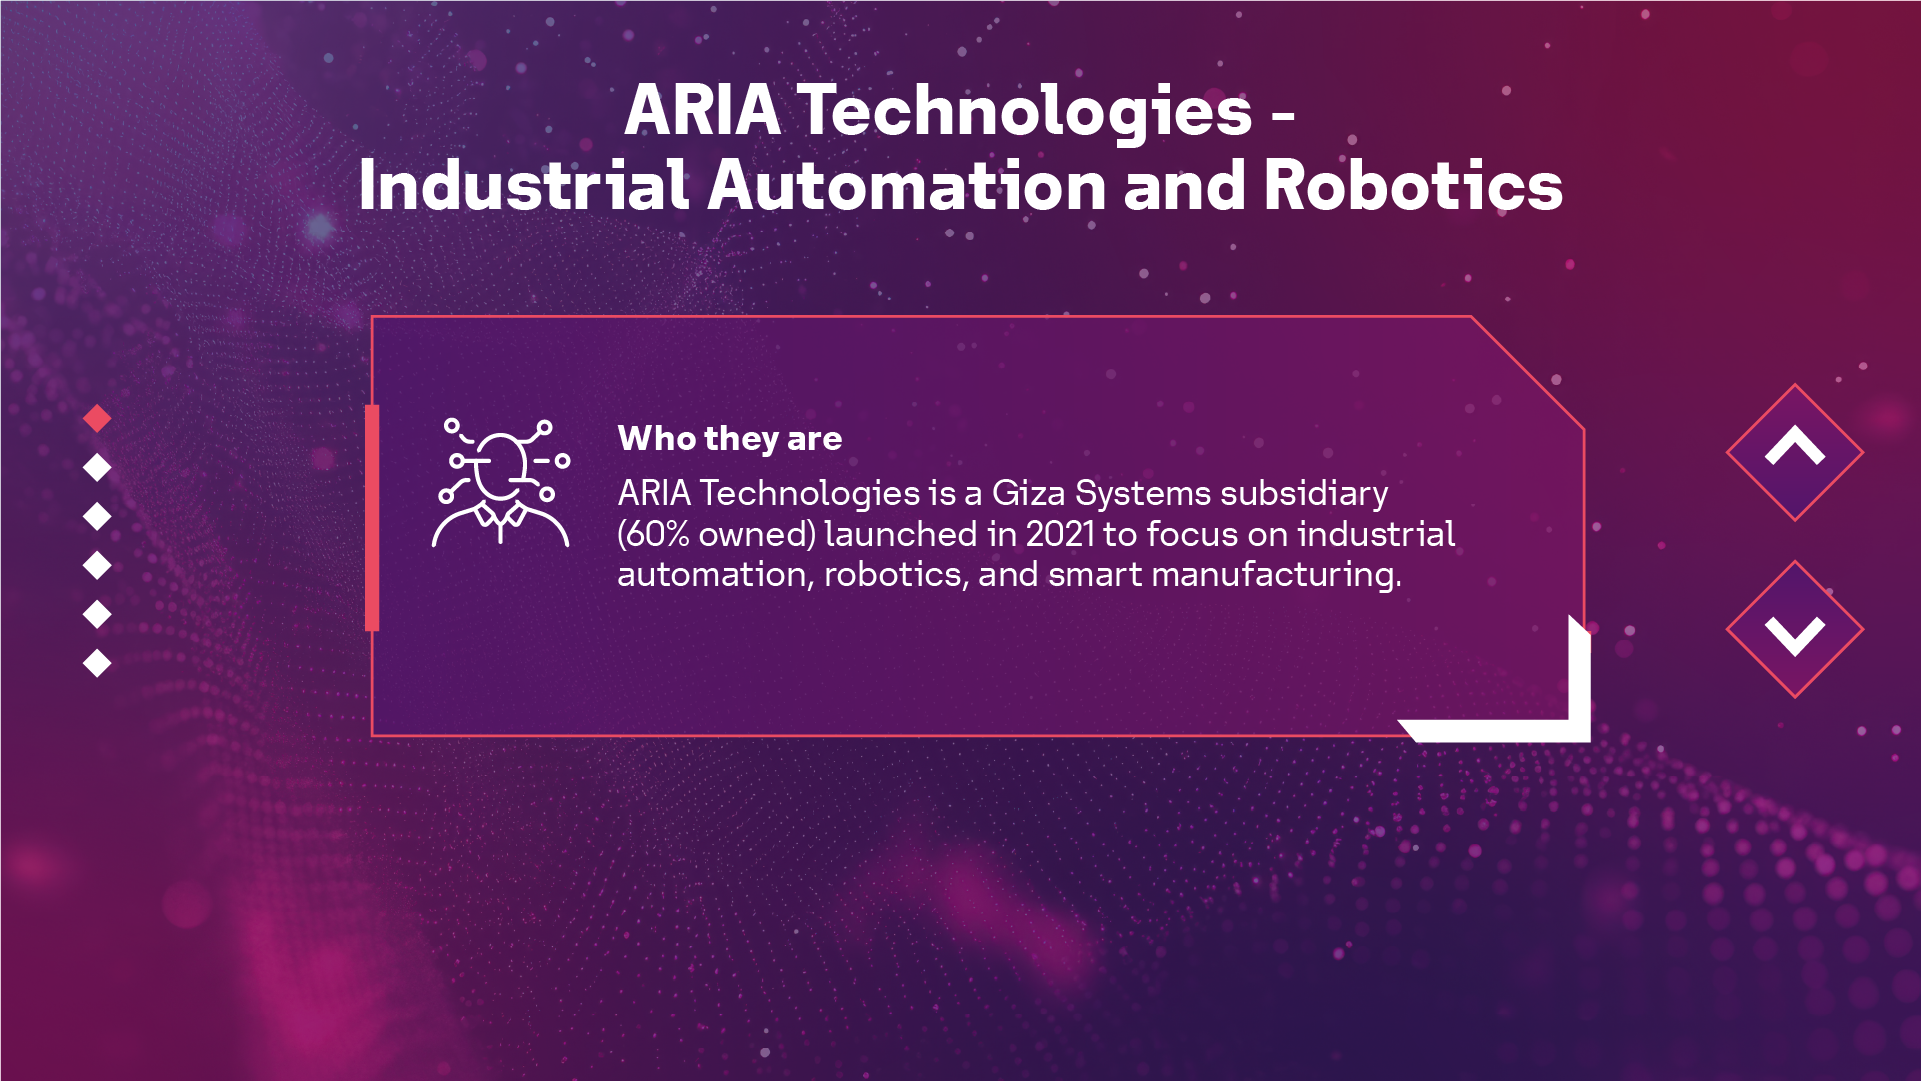 ARIA Technologies -
Industrial Automation and Robotics
Who they are
ARIA Technologies is a Giza Systems subsidiary
(60% owned) launched in 2021 to focus on industrial
automation, robotics, and smart manufacturing.